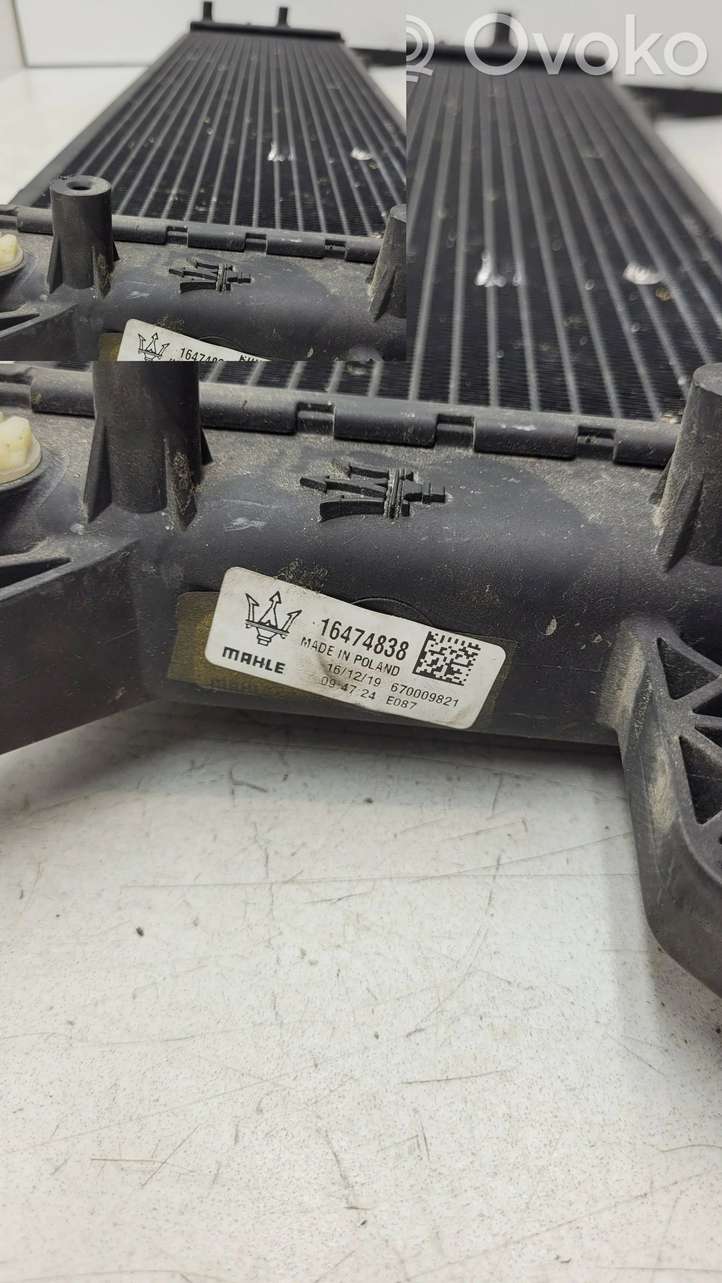 Ovoko
16474838
MADE IN POLAND
MAHLE
16/12/19 670009821
09:47 24 E087